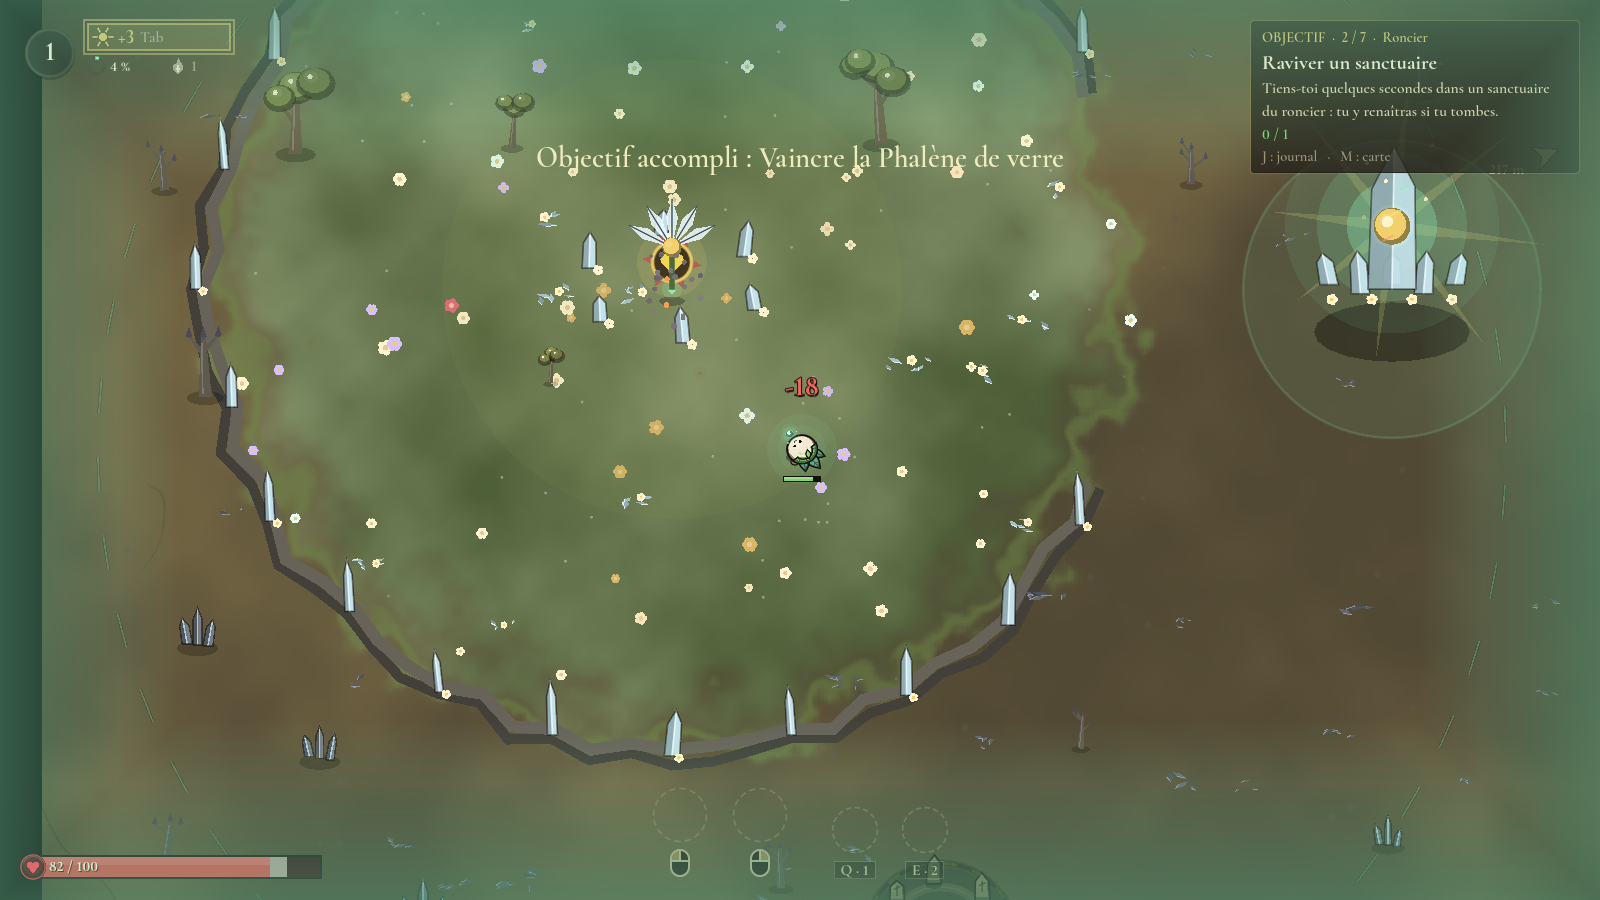 1
+3 Tab
4 %
1
OBJECTIF · 2 / 7 · Roncier
Raviver un sanctuaire
Tiens-toi quelques secondes dans un sanctuaire
du roncier : tu y renaîtras si tu tombes.
0 / 1
J : journal · M : carte
217 m
Objectif accompli : Vaincre la Phalène de verre
-18
82 / 100
Q · 1
E · 2